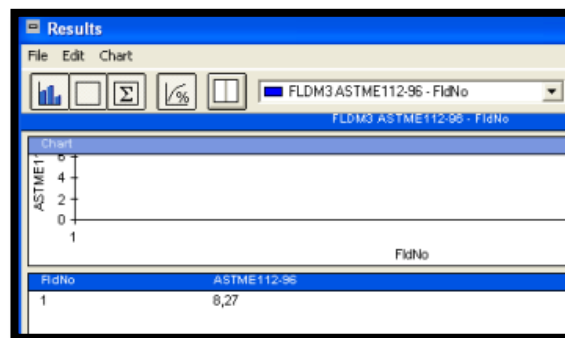 Results
File Edit Chart
Σ % FLDM3 ASTME112-96 - FldNo
FLDM3 ASTME112-96 - FldNo
Chart
ASTME1
6
4
2
0
1
FldNo
FldNo ASTME112-96
1 8,27